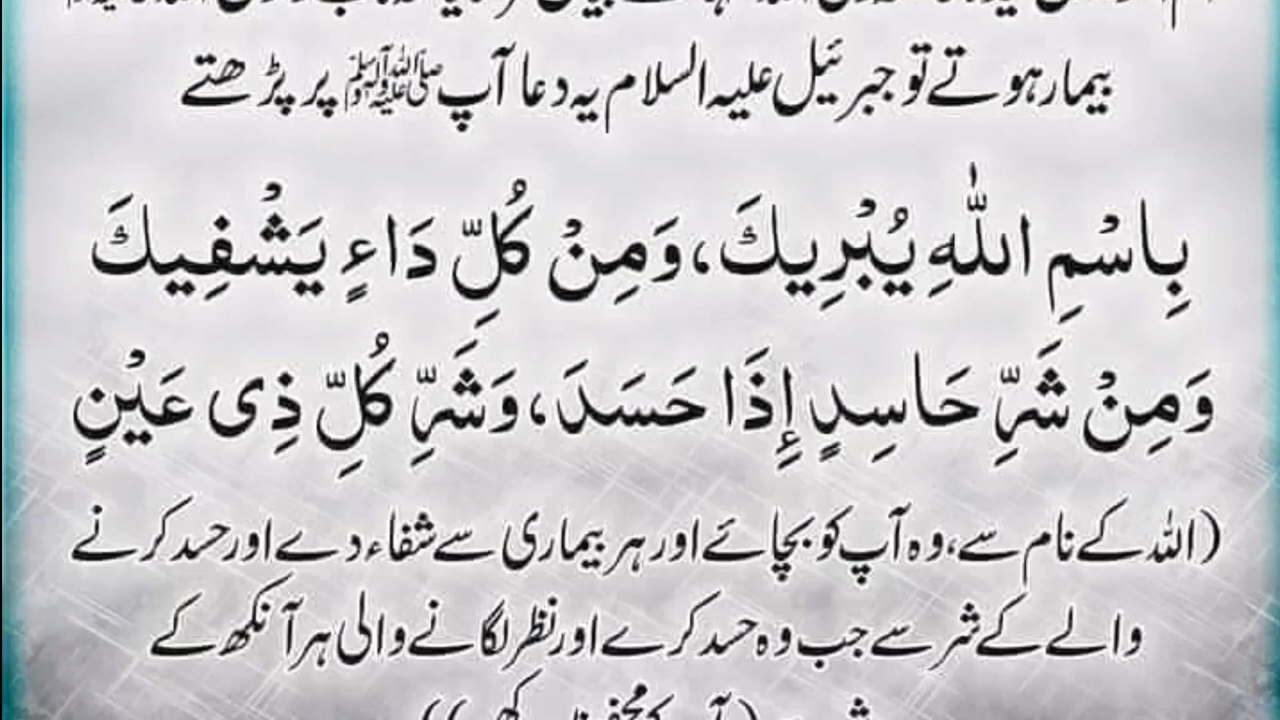 بیمار ہوتے تو جبرئیل علیہ السلام یہ دعا آپ ﷺ پر پڑھتے
بِاسْمِ اللهِ يُبْرِيكَ، وَمِنْ كُلِّ دَاءٍ يَشْفِيكَ
وَمِنْ شَرِّ حَاسِدٍ إِذَا حَسَدَ، وَشَرِّ كُلِّ ذِى عَيْنٍ
(اللہ کے نام سے، وہ آپ کو بچائے اور ہر بیماری سے شفاء دے اور حسد کرنے
والے کے شر سے جب وہ حسد کرے اور نظر لگانے والی ہر آنکھ کے